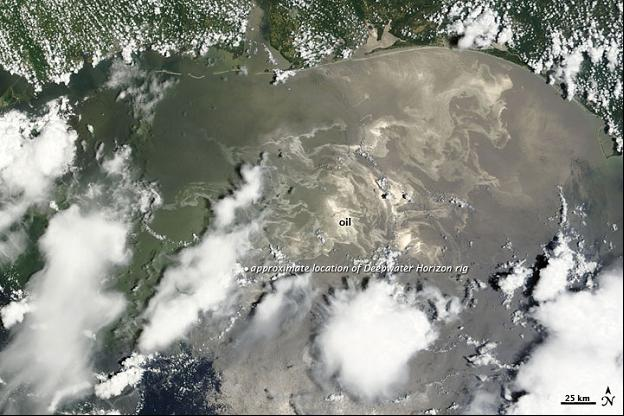 oil
approximate location of Deepwater Horizon rig
25 km
N